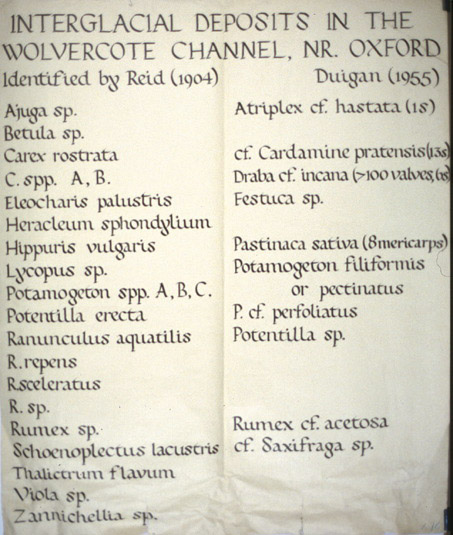 INTERGLACIAL DEPOSITS IN THE
WOLVERCOTE CHANNEL, NR. OXFORD
Identified by Reid (1904) Duigan (1955)
Ajuga sp. Atriplex cf. hastata (1s)
Betula sp.
Carex rostrata cf. Cardamine pratensis (13s)
C. spp. A, B. Draba cf. incana (>100 valves, 6s)
Eleocharis palustris Festuca sp.
Heracleum sphondylium
Hippuris vulgaris Pastinaca sativa (8 mericarps)
Lycopus sp. Potamogeton filiformis
Potamogeton spp. A, B, C. or pectinatus
Potentilla erecta P. cf. perfoliatus
Ranunculus aquatilis Potentilla sp.
R. repens
R. sceleratus
R. sp.
Rumex sp. Rumex cf. acetosa
Schoenoplectus lacustris cf. Saxifraga sp.
Thalictrum flavum
Viola sp.
Zannichellia sp.